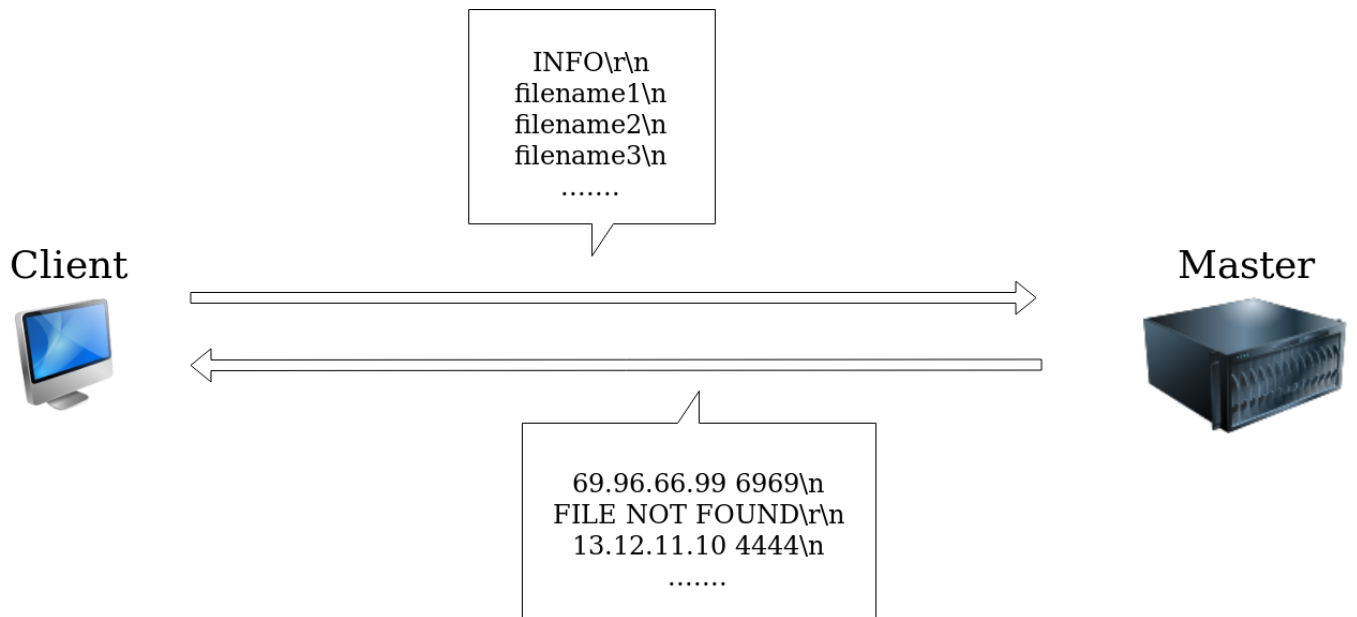 INFO\r\n
filename1\n
filename2\n
filename3\n
.......
Client
Master
69.96.66.99 6969\n
FILE NOT FOUND\r\n
13.12.11.10 4444\n
.......